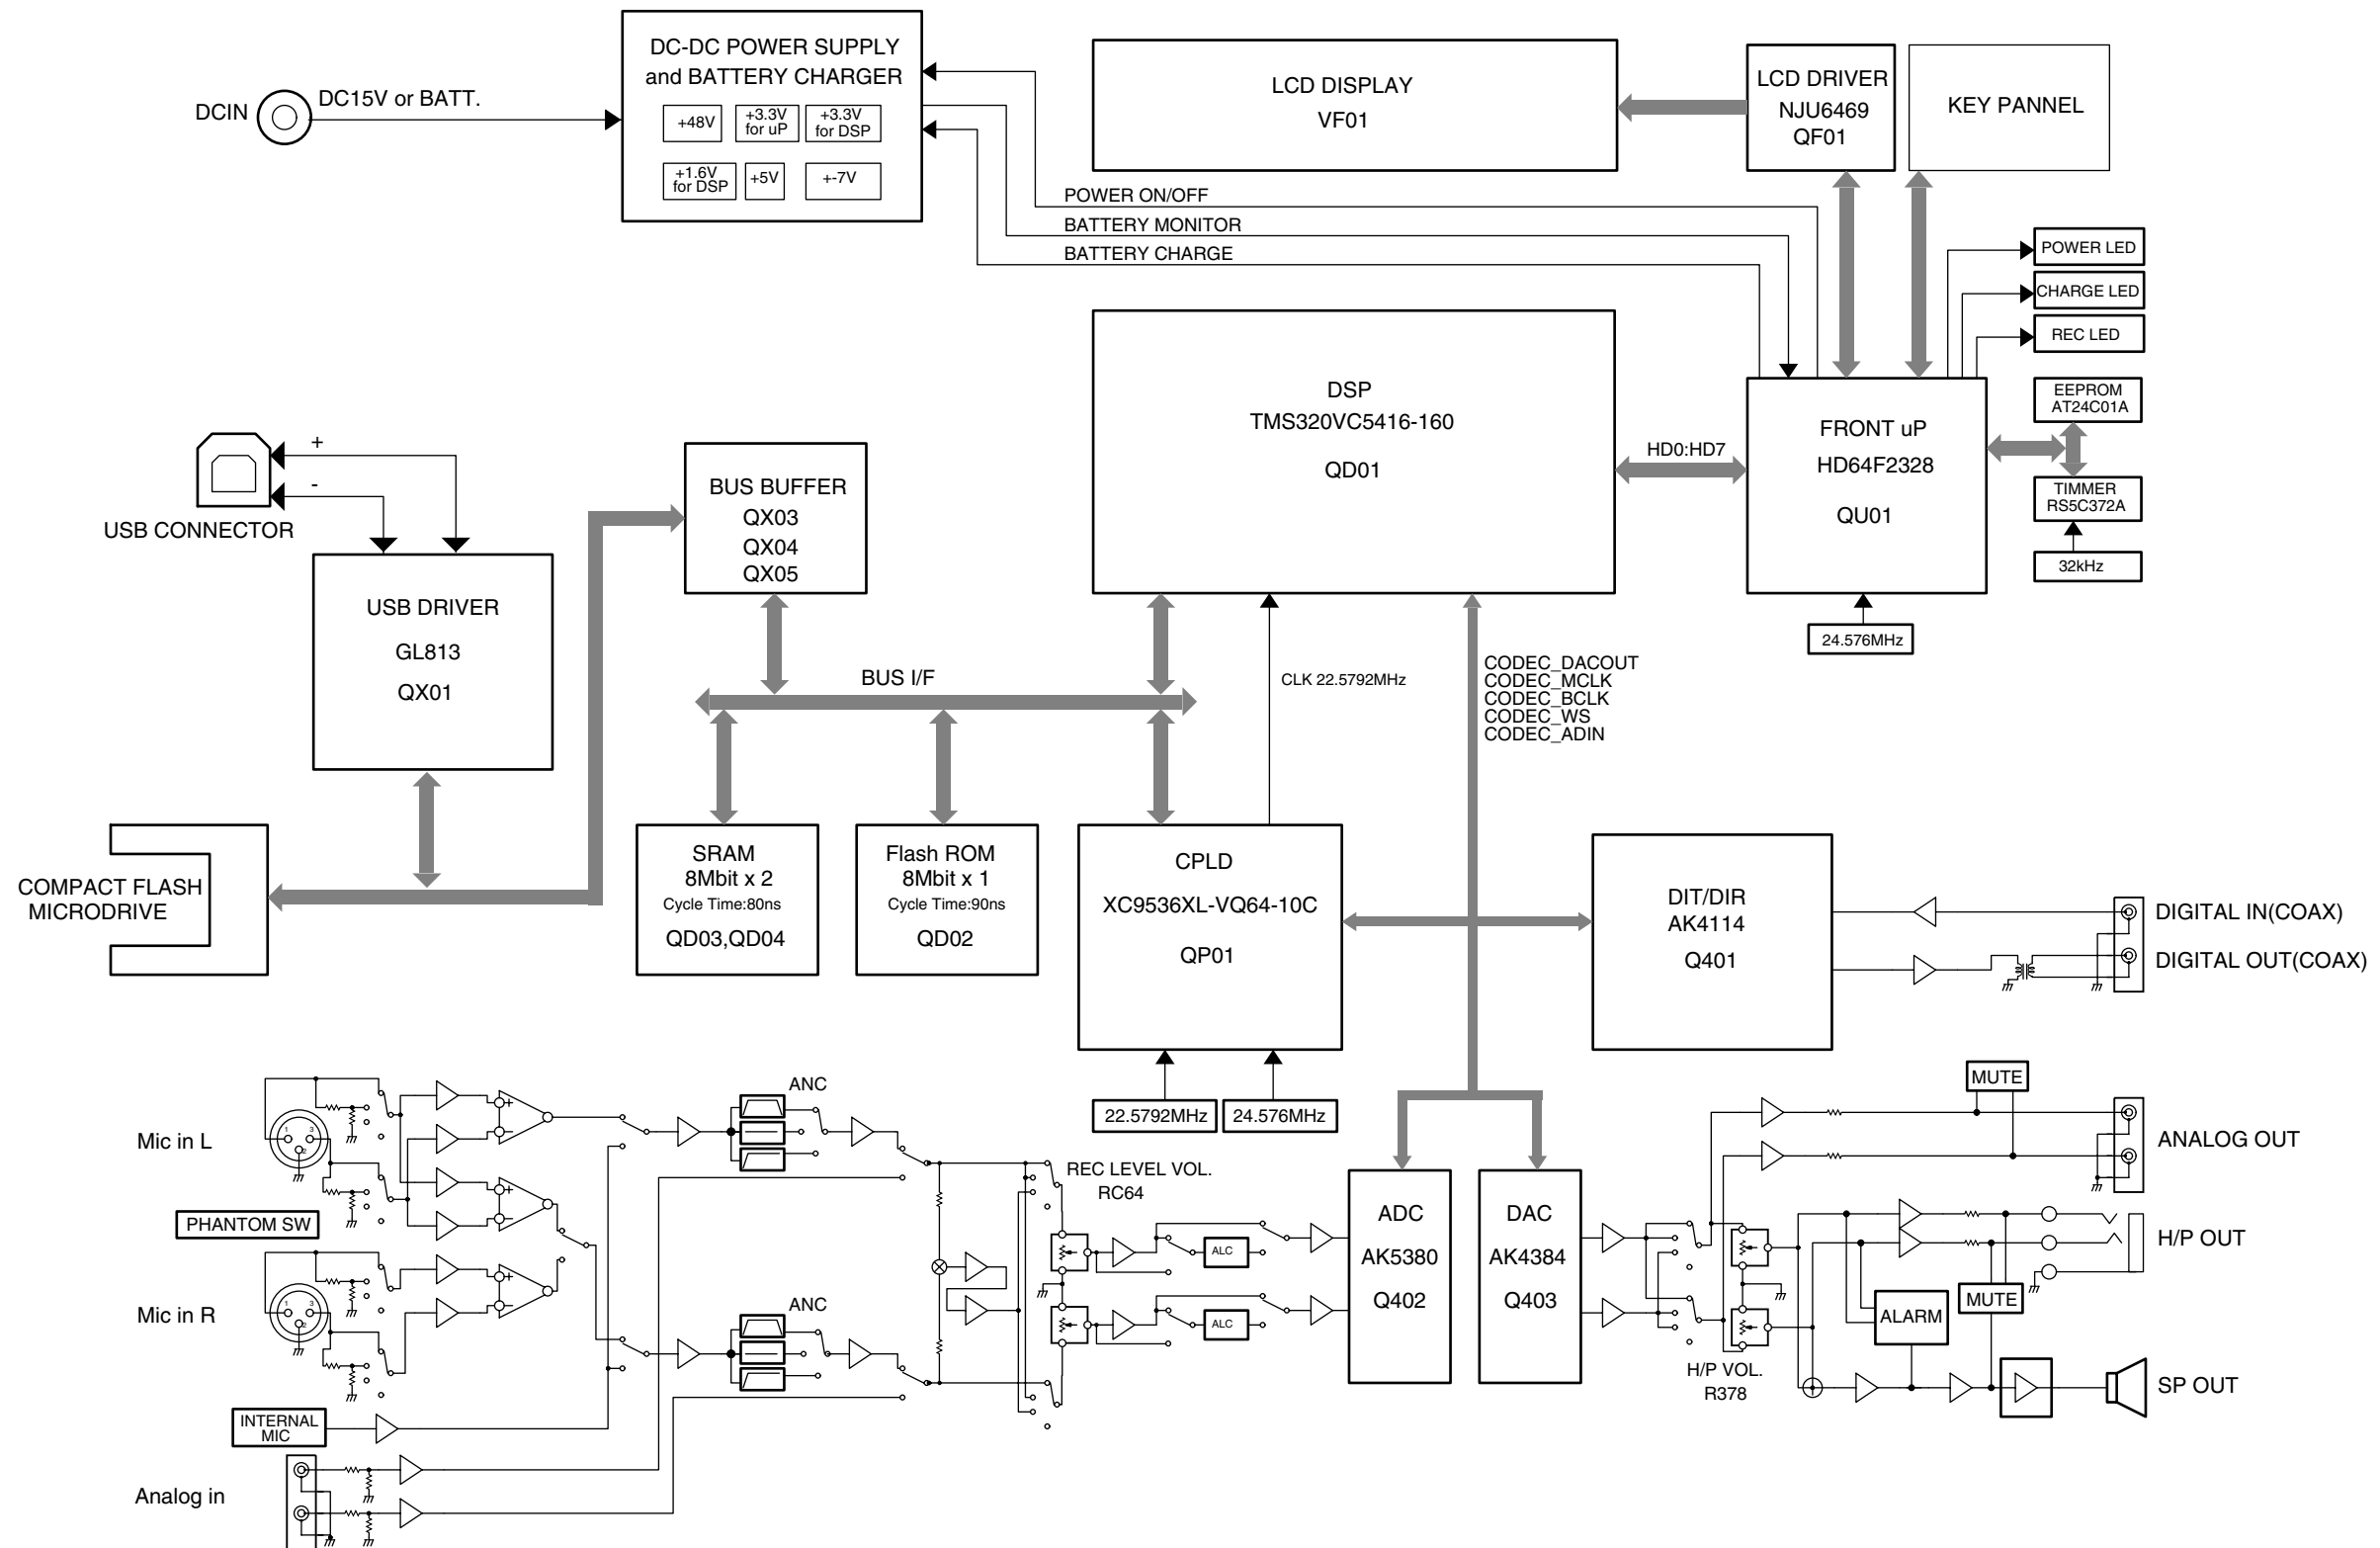 DC-DC POWER SUPPLY
and BATTERY CHARGER
+48V
+3.3V
for uP
+3.3V
for DSP
+1.6V
for DSP
+5V
+-7V
DCIN
DC15V or BATT.
LCD DISPLAY
VF01
LCD DRIVER
NJU6469
QF01
KEY PANNEL
POWER ON/OFF
BATTERY MONITOR
BATTERY CHARGE
POWER LED
CHARGE LED
REC LED
DSP
TMS320VC5416-160
QD01
HD0:HD7
FRONT uP
HD64F2328
QU01
EEPROM
AT24C01A
TIMMER
RS5C372A
32kHz
24.576MHz
+
-
USB CONNECTOR
USB DRIVER
GL813
QX01
BUS BUFFER
QX03
QX04
QX05
BUS I/F
CLK 22.5792MHz
CODEC_DACOUT
CODEC_MCLK
CODEC_BCLK
CODEC_WS
CODEC_ADIN
COMPACT FLASH
MICRODRIVE
SRAM
8Mbit x 2
Cycle Time:80ns
QD03,QD04
Flash ROM
8Mbit x 1
Cycle Time:90ns
QD02
CPLD
XC9536XL-VQ64-10C
QP01
DIT/DIR
AK4114
Q401
DIGITAL IN(COAX)
DIGITAL OUT(COAX)
22.5792MHz
24.576MHz
Mic in L
1
3
2
+
-
+
-
PHANTOM SW
Mic in R
1
3
2
+
-
INTERNAL
MIC
Analog in
ANC
ANC
REC LEVEL VOL.
RC64
ALC
ALC
ADC
AK5380
Q402
DAC
AK4384
Q403
MUTE
ANALOG OUT
H/P OUT
MUTE
ALARM
H/P VOL.
R378
SP OUT